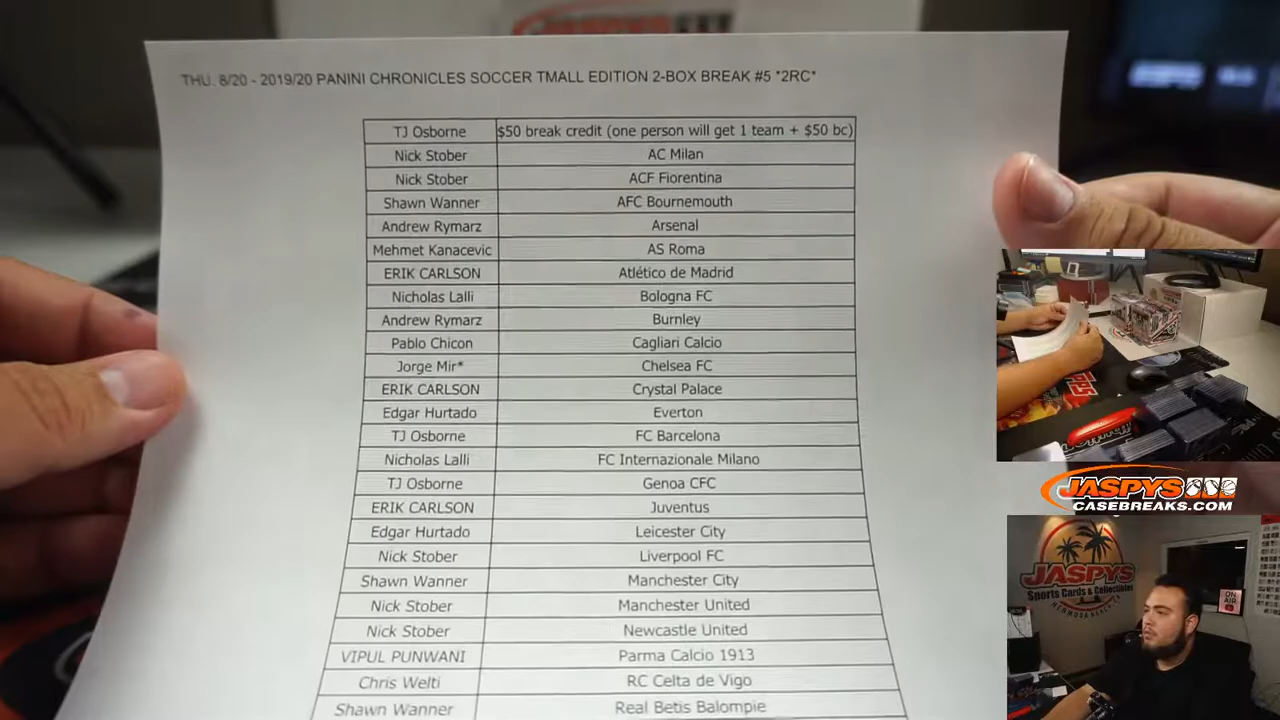 THU. 8/20 - 2019/20 PANINI CHRONICLES SOCCER TMALL EDITION 2-BOX BREAK #5 *2RC*
TJ Osborne $50 break credit (one person will get 1 team + $50 bc)
Nick Stober AC Milan
Nick Stober ACF Fiorentina
Shawn Wanner AFC Bournemouth
Andrew Rymarz Arsenal
Mehmet Kanacevic AS Roma
ERIK CARLSON Atlético de Madrid
Nicholas Lalli Bologna FC
Andrew Rymarz Burnley
Pablo Chicon Cagliari Calcio
Jorge Mir* Chelsea FC
ERIK CARLSON Crystal Palace
Edgar Hurtado Everton
TJ Osborne FC Barcelona
Nicholas Lalli FC Internazionale Milano
TJ Osborne Genoa CFC
ERIK CARLSON Juventus
Edgar Hurtado Leicester City
Nick Stober Liverpool FC
Shawn Wanner Manchester City
Nick Stober Manchester United
Nick Stober Newcastle United
VIPUL PUNWANI Parma Calcio 1913
Chris Welti RC Celta de Vigo
Shawn Wanner Real Betis Balompie
JASPYS
CASEBREAKS.COM
JASPYS
Sports Cards & Collectibles
HERMOSA BEACH, CA
ON AIR